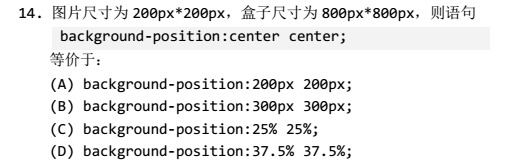 14. 图片尺寸为 200px*200px，盒子尺寸为 800px*800px，则语句
background-position:center center;
等价于：
(A) background-position:200px 200px;
(B) background-position:300px 300px;
(C) background-position:25% 25%;
(D) background-position:37.5% 37.5%;